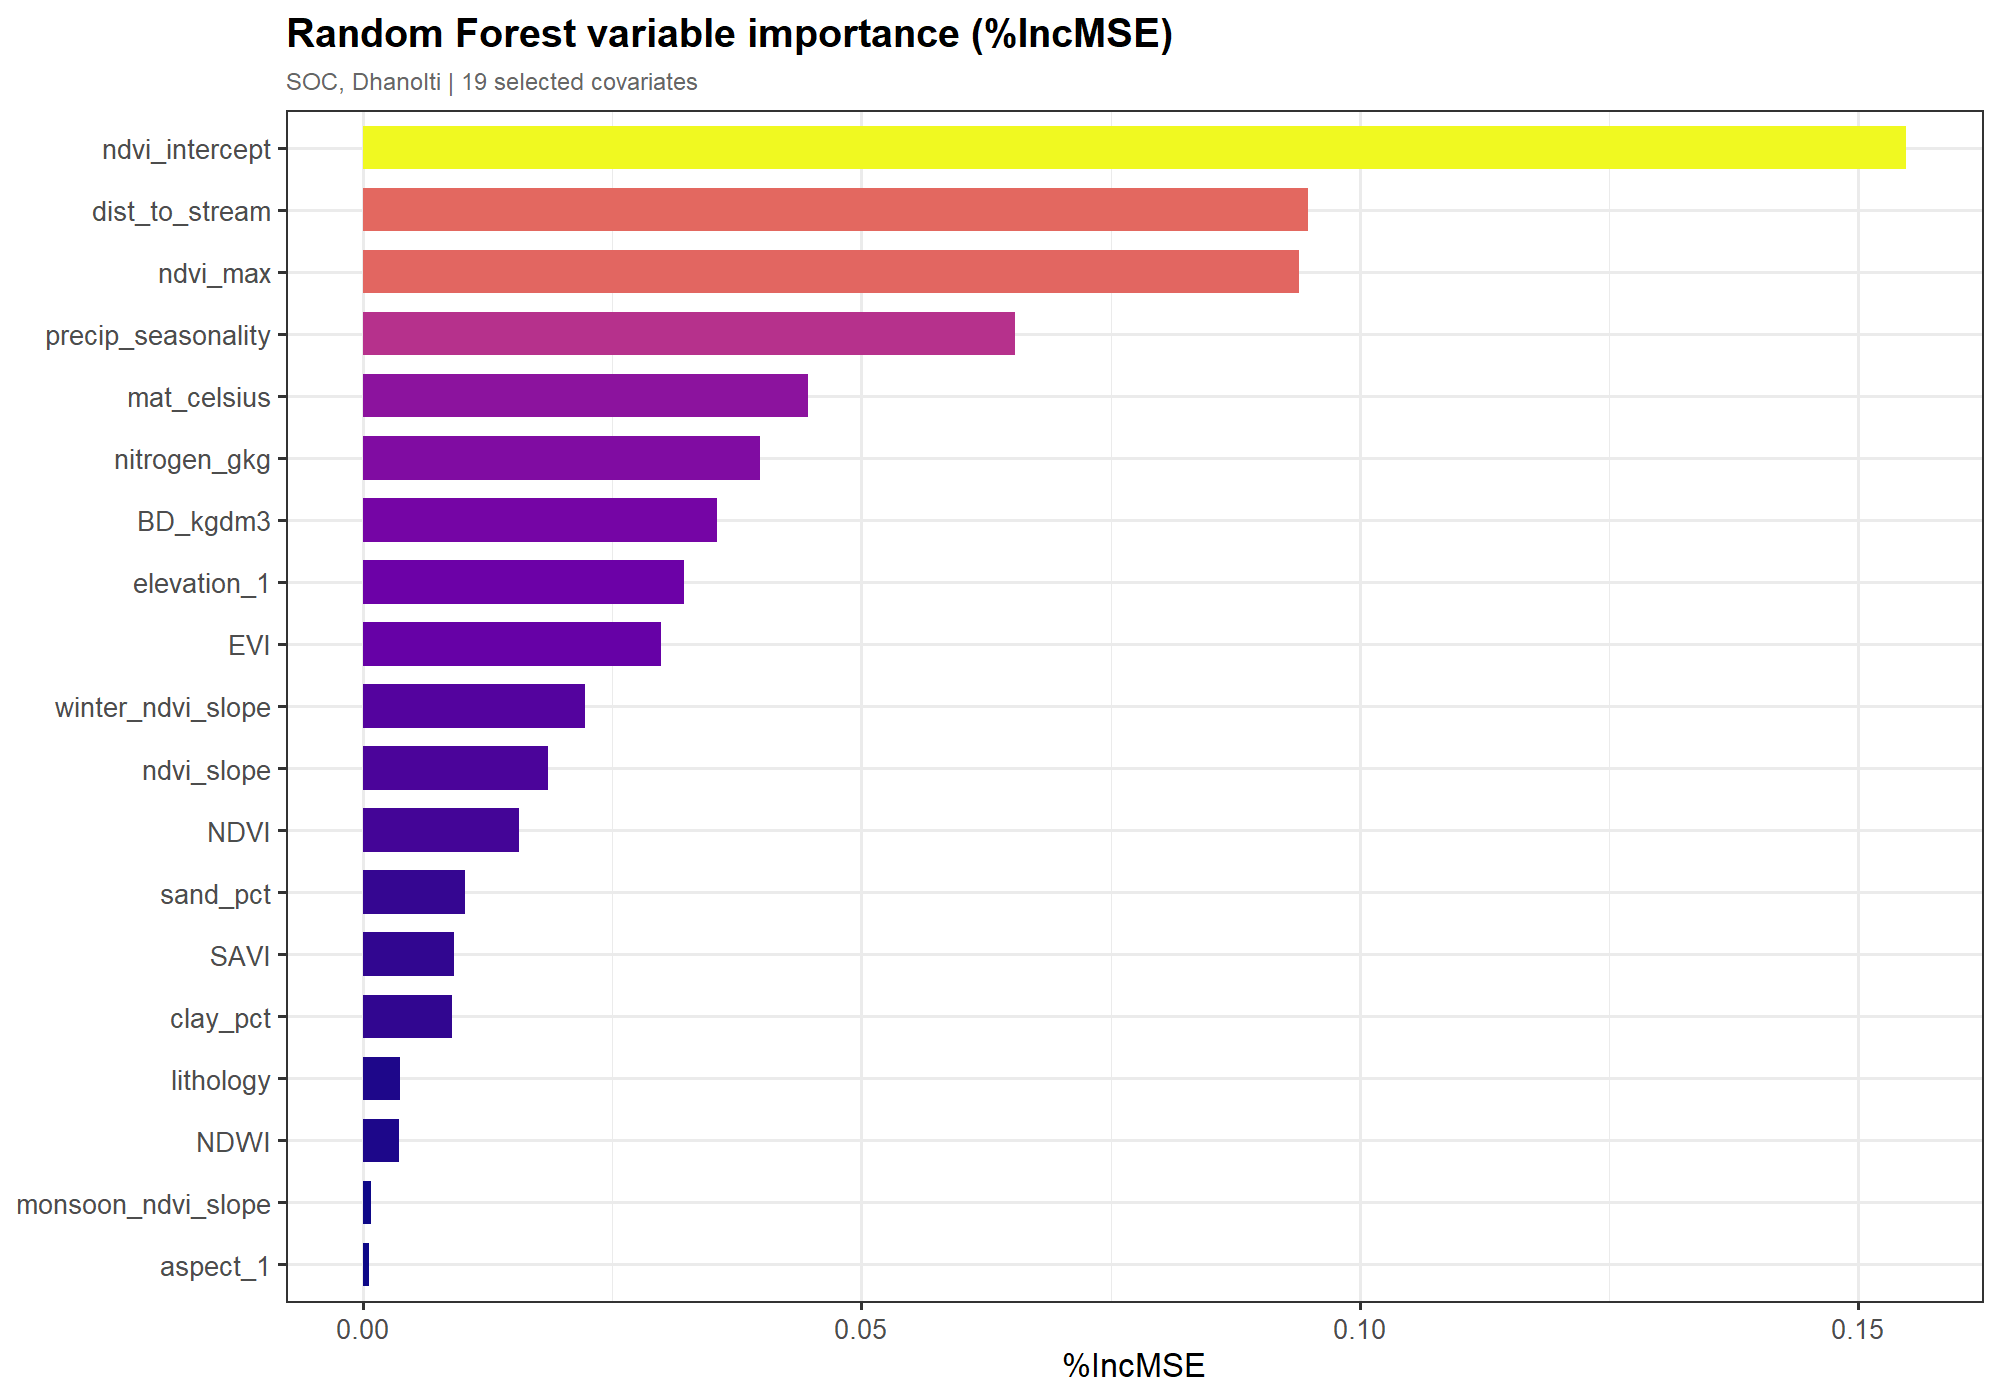 Random Forest variable importance (%IncMSE)
SOC, Dhanolti | 19 selected covariates
ndvi_intercept
dist_to_stream
ndvi_max
precip_seasonality
mat_celsius
nitrogen_gkg
BD_kgdm3
elevation_1
EVI
winter_ndvi_slope
ndvi_slope
NDVI
sand_pct
SAVI
clay_pct
lithology
NDWI
monsoon_ndvi_slope
aspect_1
0.00 0.05 0.10 0.15
%IncMSE